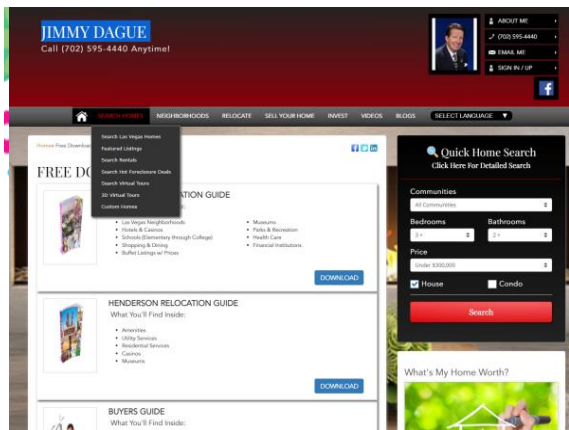 JIMMY DAGUE
Call (702) 595-4440 Anytime!
ABOUT ME
(702) 595-4440
EMAIL ME
SIGN IN / UP
SEARCH HOMES NEIGHBORHOODS RELOCATE SELL YOUR HOME INVEST VIDEOS BLOGS SELECT LANGUAGE ▼
Search Las Vegas Homes
Featured Listings
Search Rentals
Search Hot Foreclosure Deals
Search Virtual Tours
3D Virtual Tours
Custom Homes
FREE DO
ATION GUIDE
• Las Vegas Neighborhoods
• Hotels & Casinos
• Schools (Elementary through College)
• Shopping & Dining
• Buffet Listings w/ Prices
• Museums
• Parks & Recreation
• Health Care
• Financial Institutions
DOWNLOAD
HENDERSON RELOCATION GUIDE
What You'll Find Inside:
• Amenities
• Utility Services
• Residential Services
• Casinos
• Museums
DOWNLOAD
BUYERS GUIDE
What You'll Find Inside:
Quick Home Search
Click Here For Detailed Search
Communities
All Communities
Bedrooms Bathrooms
3+ 2+
Price
Under $300,000
House Condo
Search
What's My Home Worth?